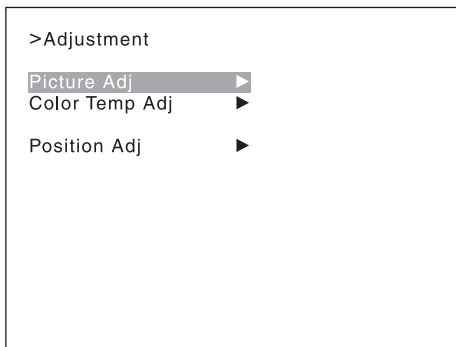 >Adjustment
Picture Adj ▶
Color Temp Adj ▶
Position Adj ▶